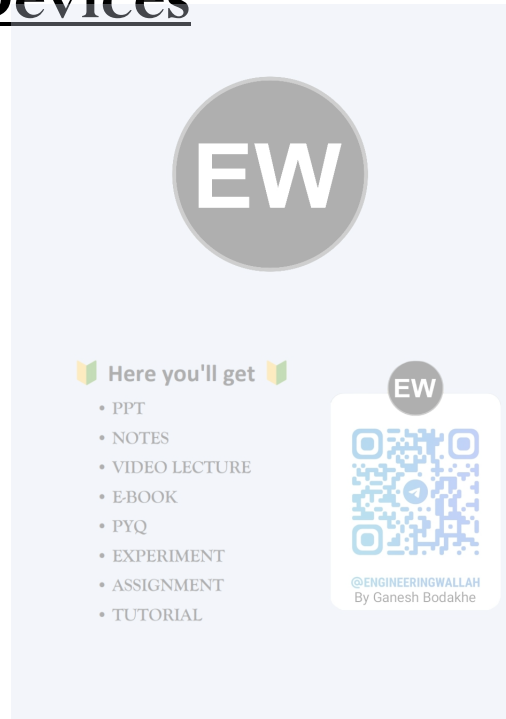 Devices
EW
Here you'll get
• PPT
• NOTES
• VIDEO LECTURE
• E-BOOK
• PYQ
• EXPERIMENT
• ASSIGNMENT
• TUTORIAL
EW
@ENGINEERINGWALLAH
By Ganesh Bodakhe